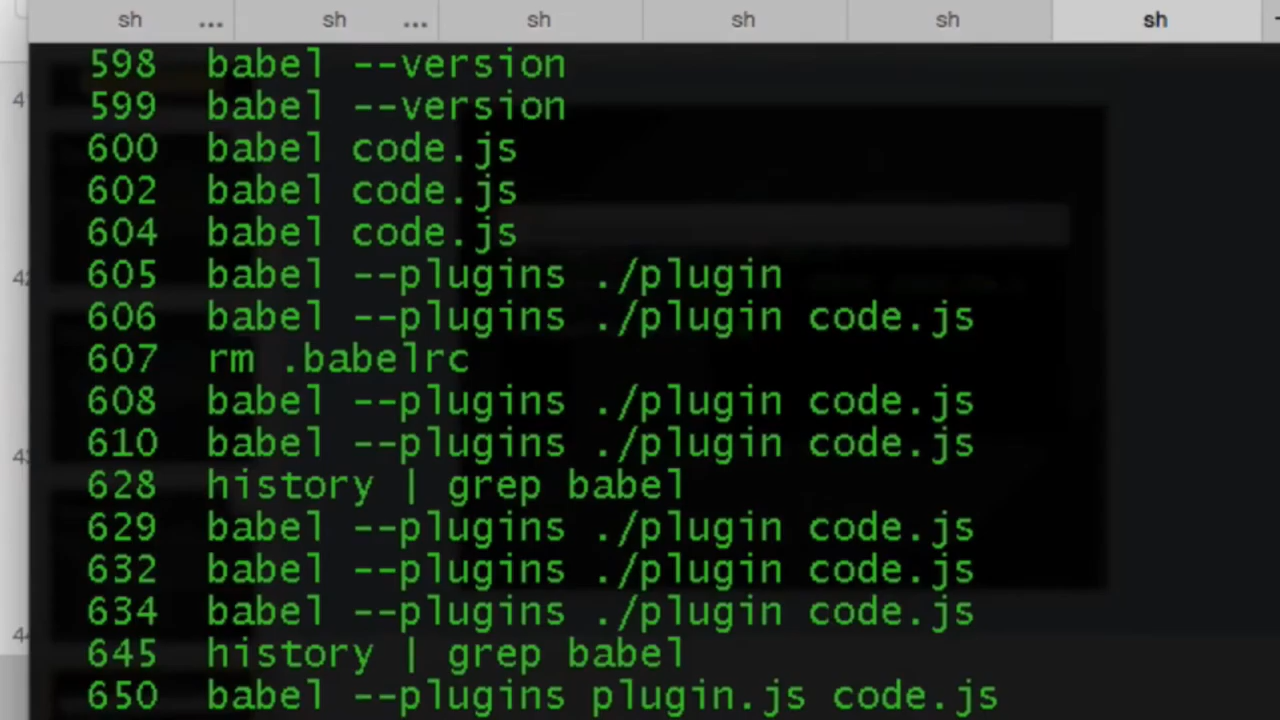 sh ... sh ... sh sh sh sh
598 babel --version
599 babel --version
600 babel code.js
602 babel code.js
604 babel code.js
605 babel --plugins ./plugin
606 babel --plugins ./plugin code.js
607 rm .babelrc
608 babel --plugins ./plugin code.js
610 babel --plugins ./plugin code.js
628 history | grep babel
629 babel --plugins ./plugin code.js
632 babel --plugins ./plugin code.js
634 babel --plugins ./plugin code.js
645 history | grep babel
650 babel --plugins plugin.js code.js